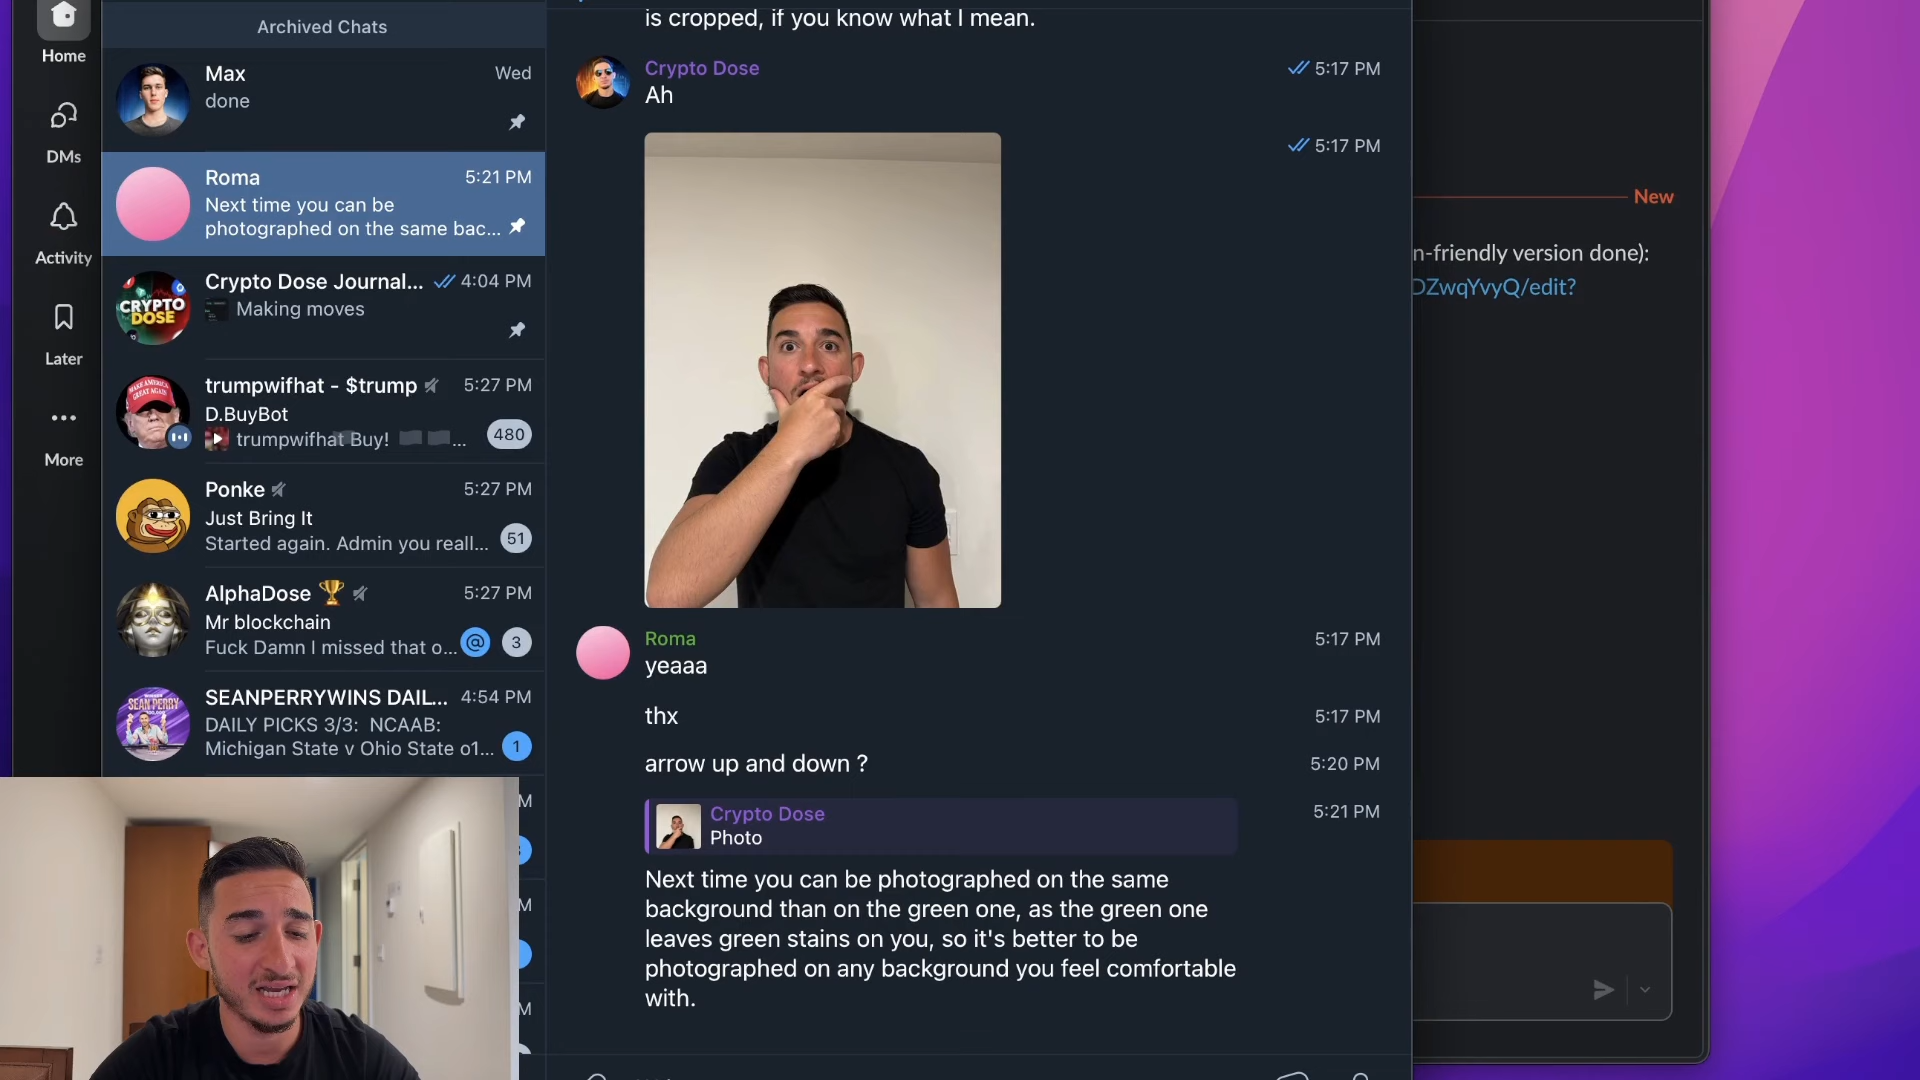 Home
DMs
Activity
Later
More
Archived Chats
Max
Wed
done
Roma
5:21 PM
Next time you can be
photographed on the same bac...
Crypto Dose Journal...
4:04 PM
Making moves
CRYPTO
DOSE
trumpwifhat - $trump
5:27 PM
D.BuyBot
trumpwifhat Buy!
...
480
MAKE AMERICA
GREAT AGAIN
Ponke
5:27 PM
Just Bring It
Started again. Admin you reall...
51
AlphaDose
5:27 PM
Mr blockchain
Fuck Damn I missed that o...
@
3
SEANPERRYWINS DAIL...
4:54 PM
DAILY PICKS 3/3: NCAAB:
Michigan State v Ohio State o1...
1
SEAN PERRY
M
M
M
is cropped, if you know what I mean.
Crypto Dose
5:17 PM
Ah
5:17 PM
Roma
5:17 PM
yeaaa
thx
5:17 PM
arrow up and down ?
5:20 PM
Crypto Dose
5:21 PM
Photo
Next time you can be photographed on the same
background than on the green one, as the green one
leaves green stains on you, so it's better to be
photographed on any background you feel comfortable
with.
New
n-friendly version done):
DZwqYvyQ/edit?